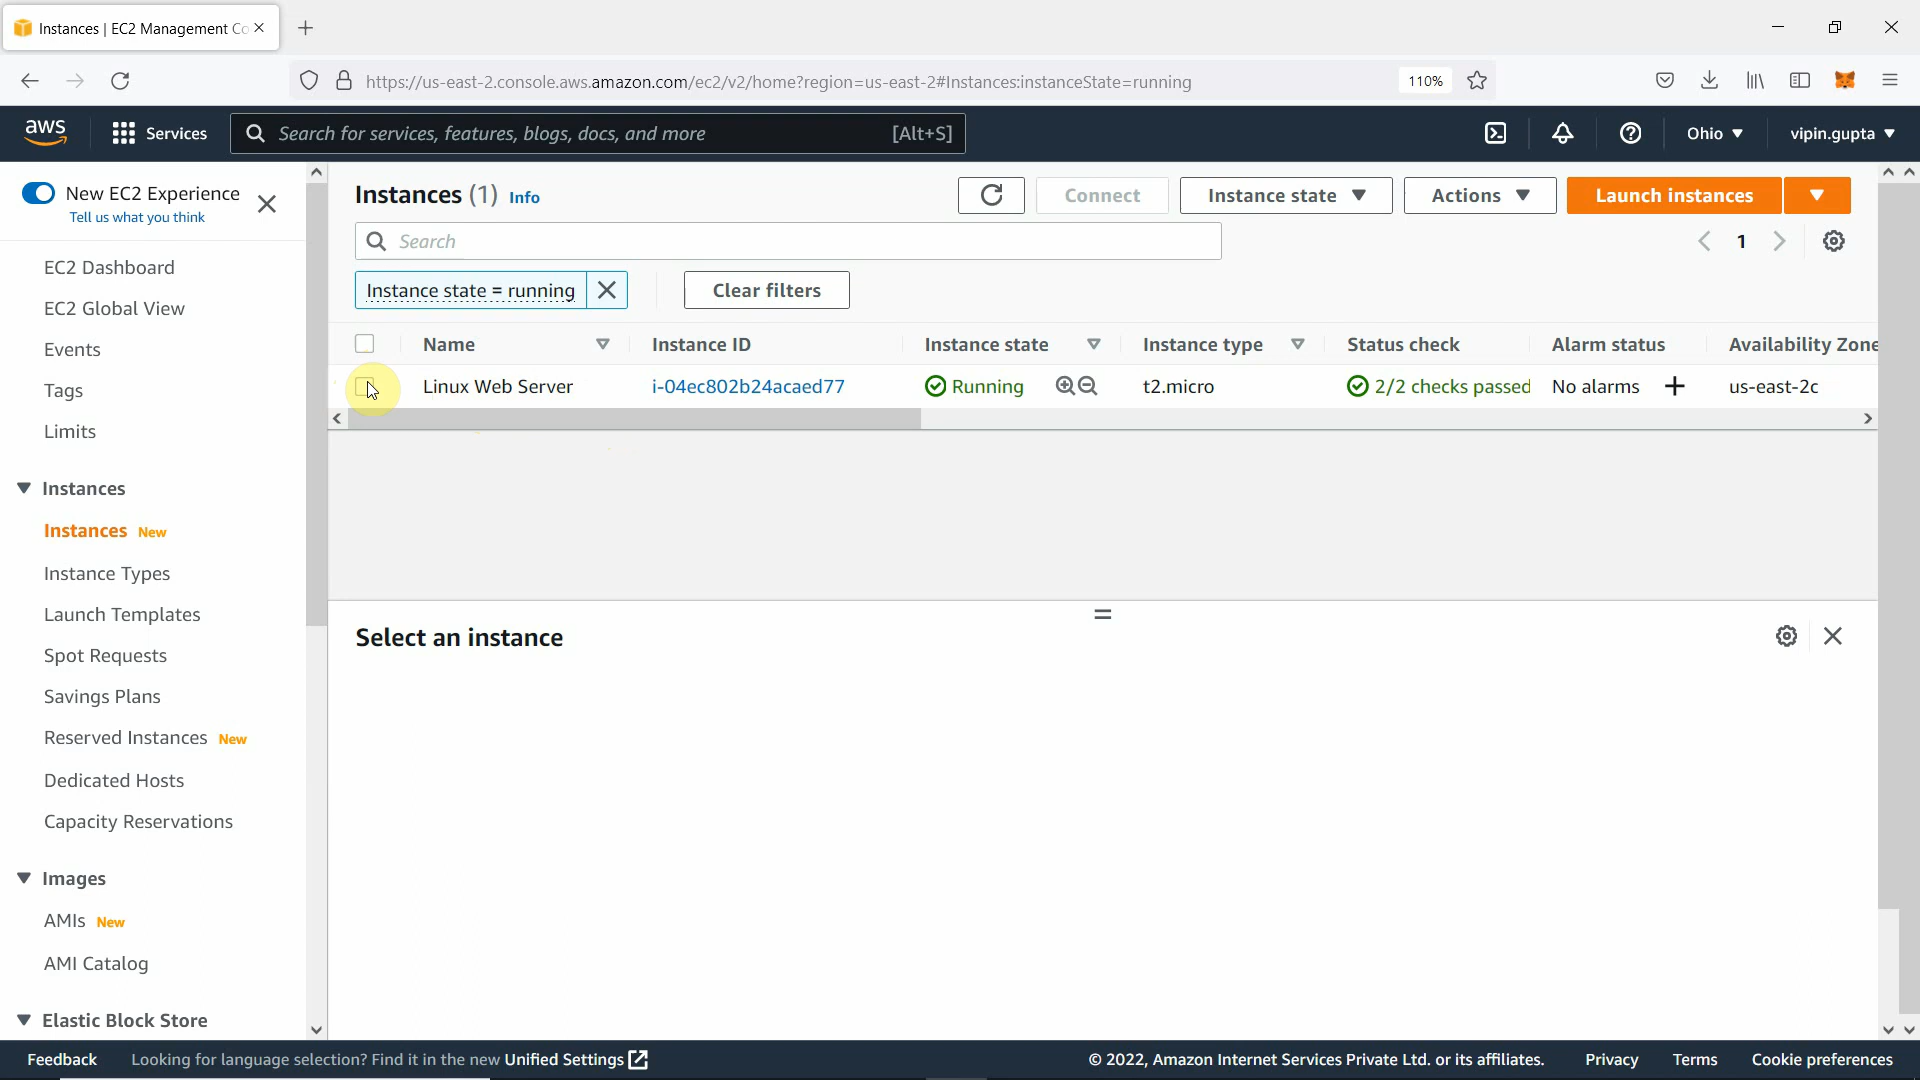 Instances | EC2 Management Co
https://us-east-2.console.aws.amazon.com/ec2/v2/home?region=us-east-2#Instances:instanceState=running
110%
aws
Services
Search for services, features, blogs, docs, and more
[Alt+S]
Ohio
vipin.gupta
New EC2 Experience
Tell us what you think
EC2 Dashboard
EC2 Global View
Events
Tags
Limits
Instances
Instances New
Instance Types
Launch Templates
Spot Requests
Savings Plans
Reserved Instances New
Dedicated Hosts
Capacity Reservations
Images
AMIs New
AMI Catalog
Elastic Block Store
Instances (1) Info
Connect
Instance state
Actions
Launch instances
Search
1
Instance state = running
Clear filters
Name Instance ID Instance state Instance type Status check Alarm status Availability Zone
Linux Web Server i-04ec802b24acaed77 Running t2.micro 2/2 checks passed No alarms us-east-2c
Select an instance
Feedback Looking for language selection? Find it in the new Unified Settings
© 2022, Amazon Internet Services Private Ltd. or its affiliates. Privacy Terms Cookie preferences